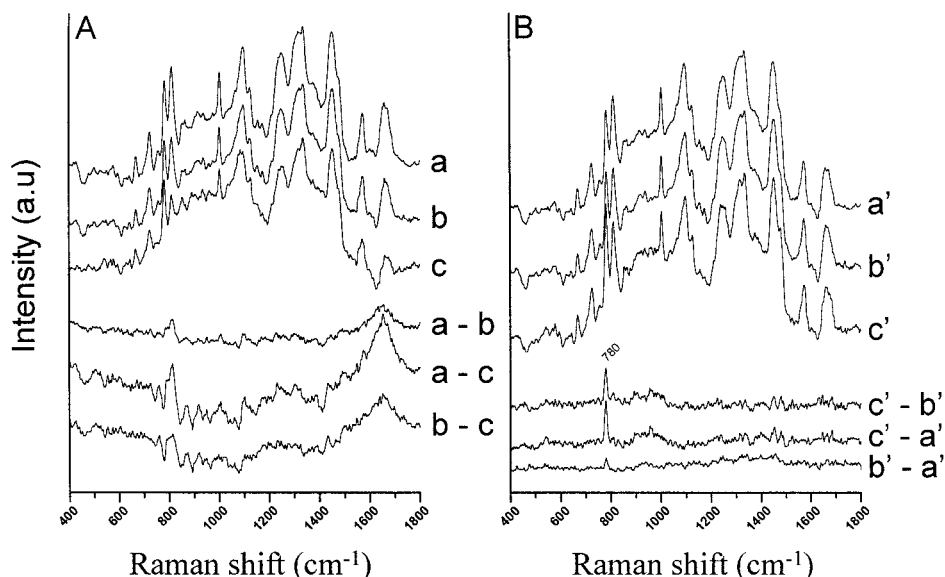 A
B
Intensity (a.u)
a
b
c
a - b
a - c
b - c
a'
b'
c'
780
c' - b'
c' - a'
b' - a'
400 600 800 1000 1200 1400 1600 1800
400 600 800 1000 1200 1400 1600 1800
Raman shift (cm⁻¹)
Raman shift (cm⁻¹)